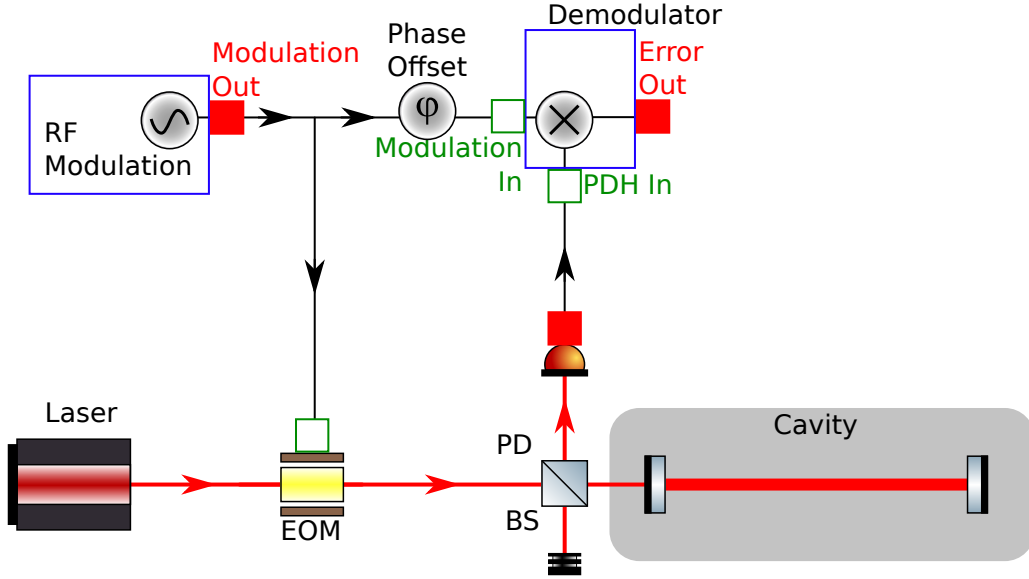 Demodulator
Phase
Offset
Modulation
Out
Error
Out
RF
Modulation
φ
Modulation
In
PDH In
Laser
EOM
PD
BS
Cavity